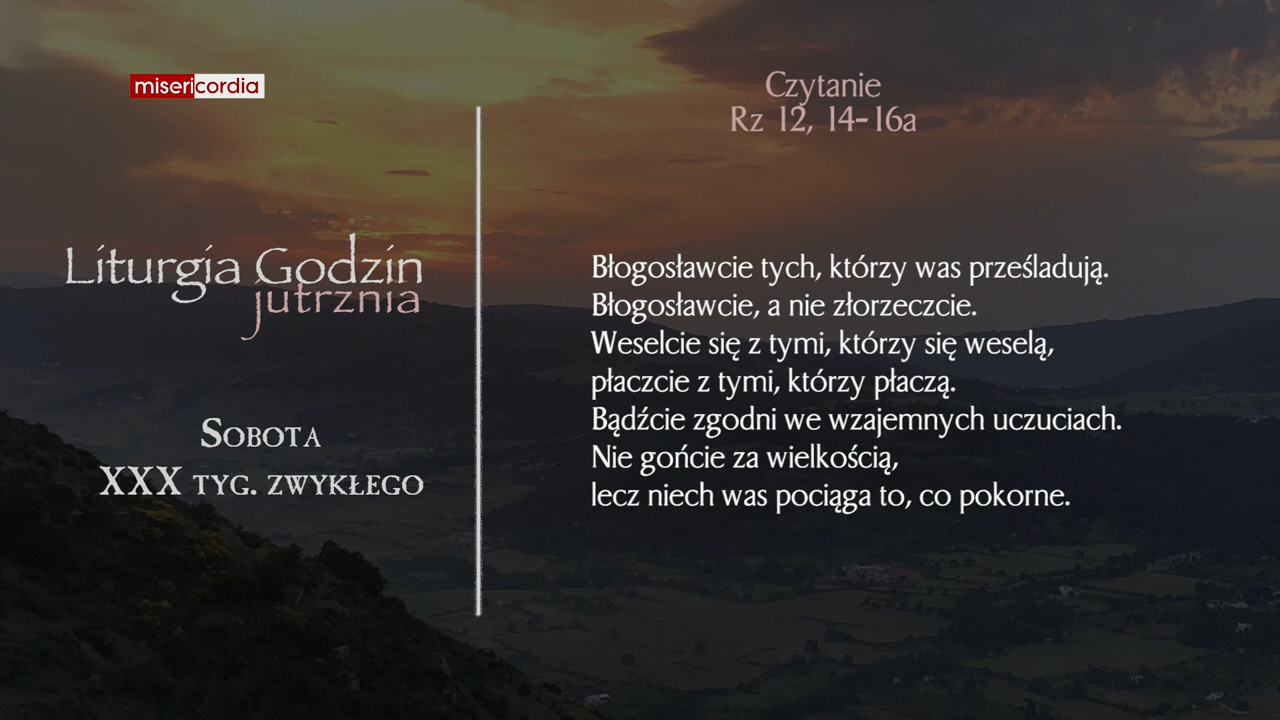 misericordia
Liturgia Godzin
jutrznia
Sobota
XXX tyg. zwykłego
Czytanie
Rz 12, 14-16a
Błogosławcie tych, którzy was prześladują.
Błogosławcie, a nie złorzeczcie.
Weselcie się z tymi, którzy się weselą,
płaczcie z tymi, którzy płaczą.
Bądźcie zgodni we wzajemnych uczuciach.
Nie gońcie za wielkością,
lecz niech was pociąga to, co pokorne.